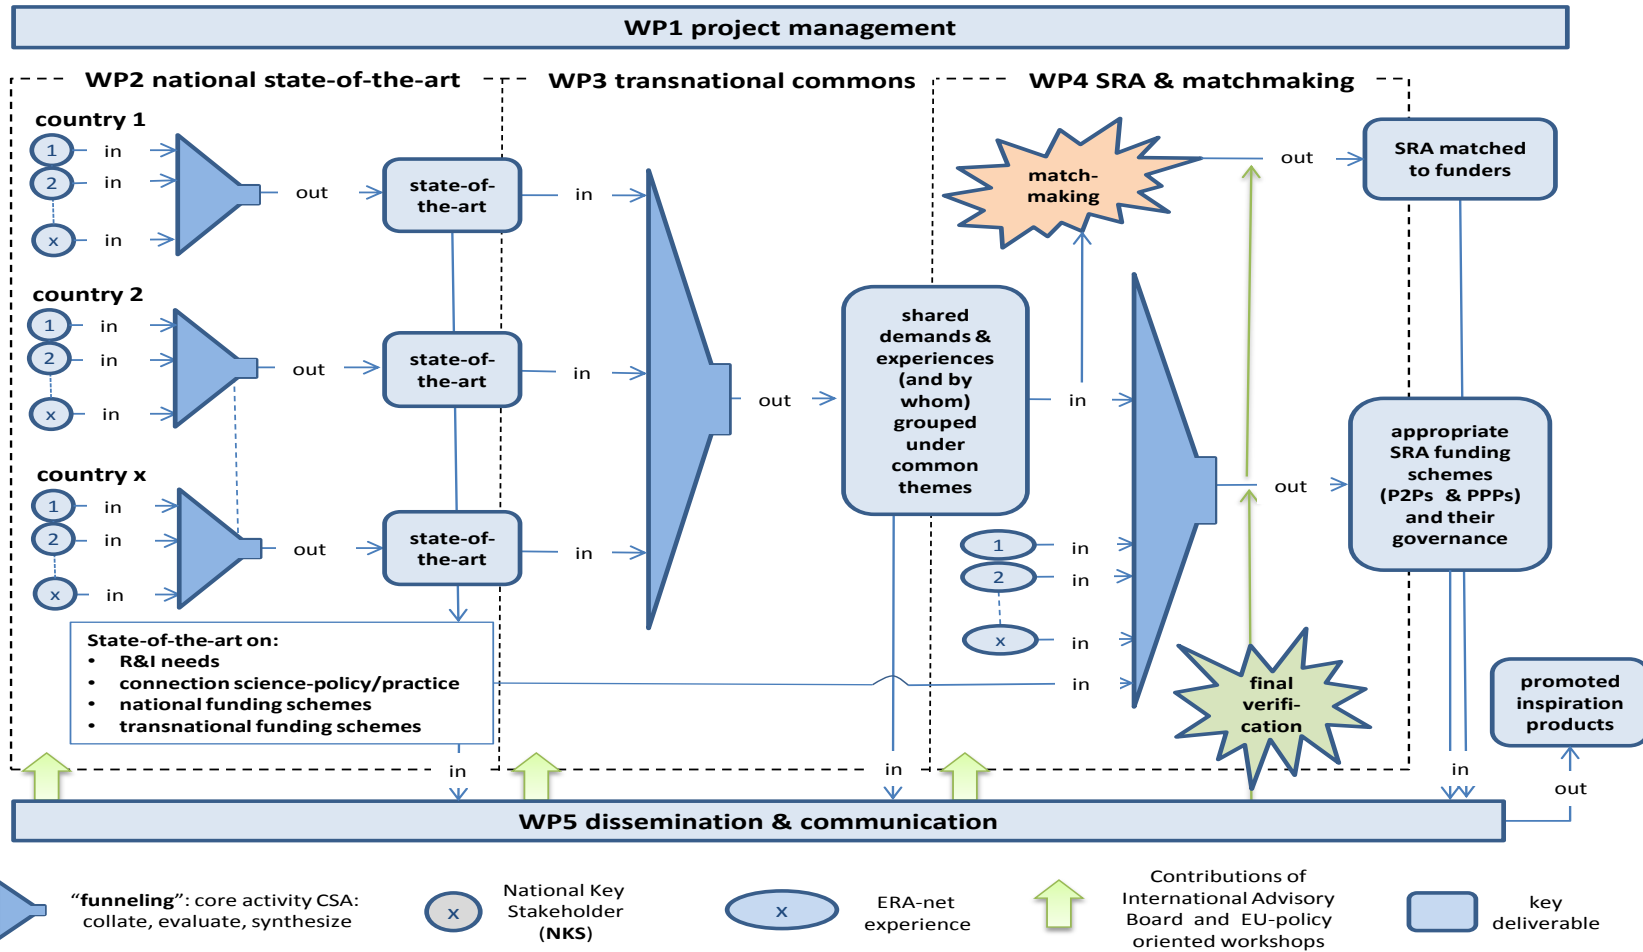 WP1 project management
WP2 national state-of-the-art
WP3 transnational commons
WP4 SRA & matchmaking
country 1
1
in
2
in
x
in
out
state-of-
the-art
in
country 2
1
in
2
in
x
in
out
state-of-
the-art
in
country x
1
in
2
in
x
in
out
state-of-
the-art
in
State-of-the-art on:
• R&I needs
• connection science-policy/practice
• national funding schemes
• transnational funding schemes
in
out
shared
demands &
experiences
(and by
whom)
grouped
under
common
themes
in
in
match-
making
out
SRA matched
to funders
1
in
2
in
x
in
in
out
appropriate
SRA funding
schemes
(P2Ps & PPPs)
and their
governance
final
verifi-
cation
in
promoted
inspiration
products
out
WP5 dissemination & communication
“funneling”: core activity CSA:
collate, evaluate, synthesize
x
National Key
Stakeholder
(NKS)
x
ERA-net
experience
Contributions of
International Advisory
Board and EU-policy
oriented workshops
key
deliverable